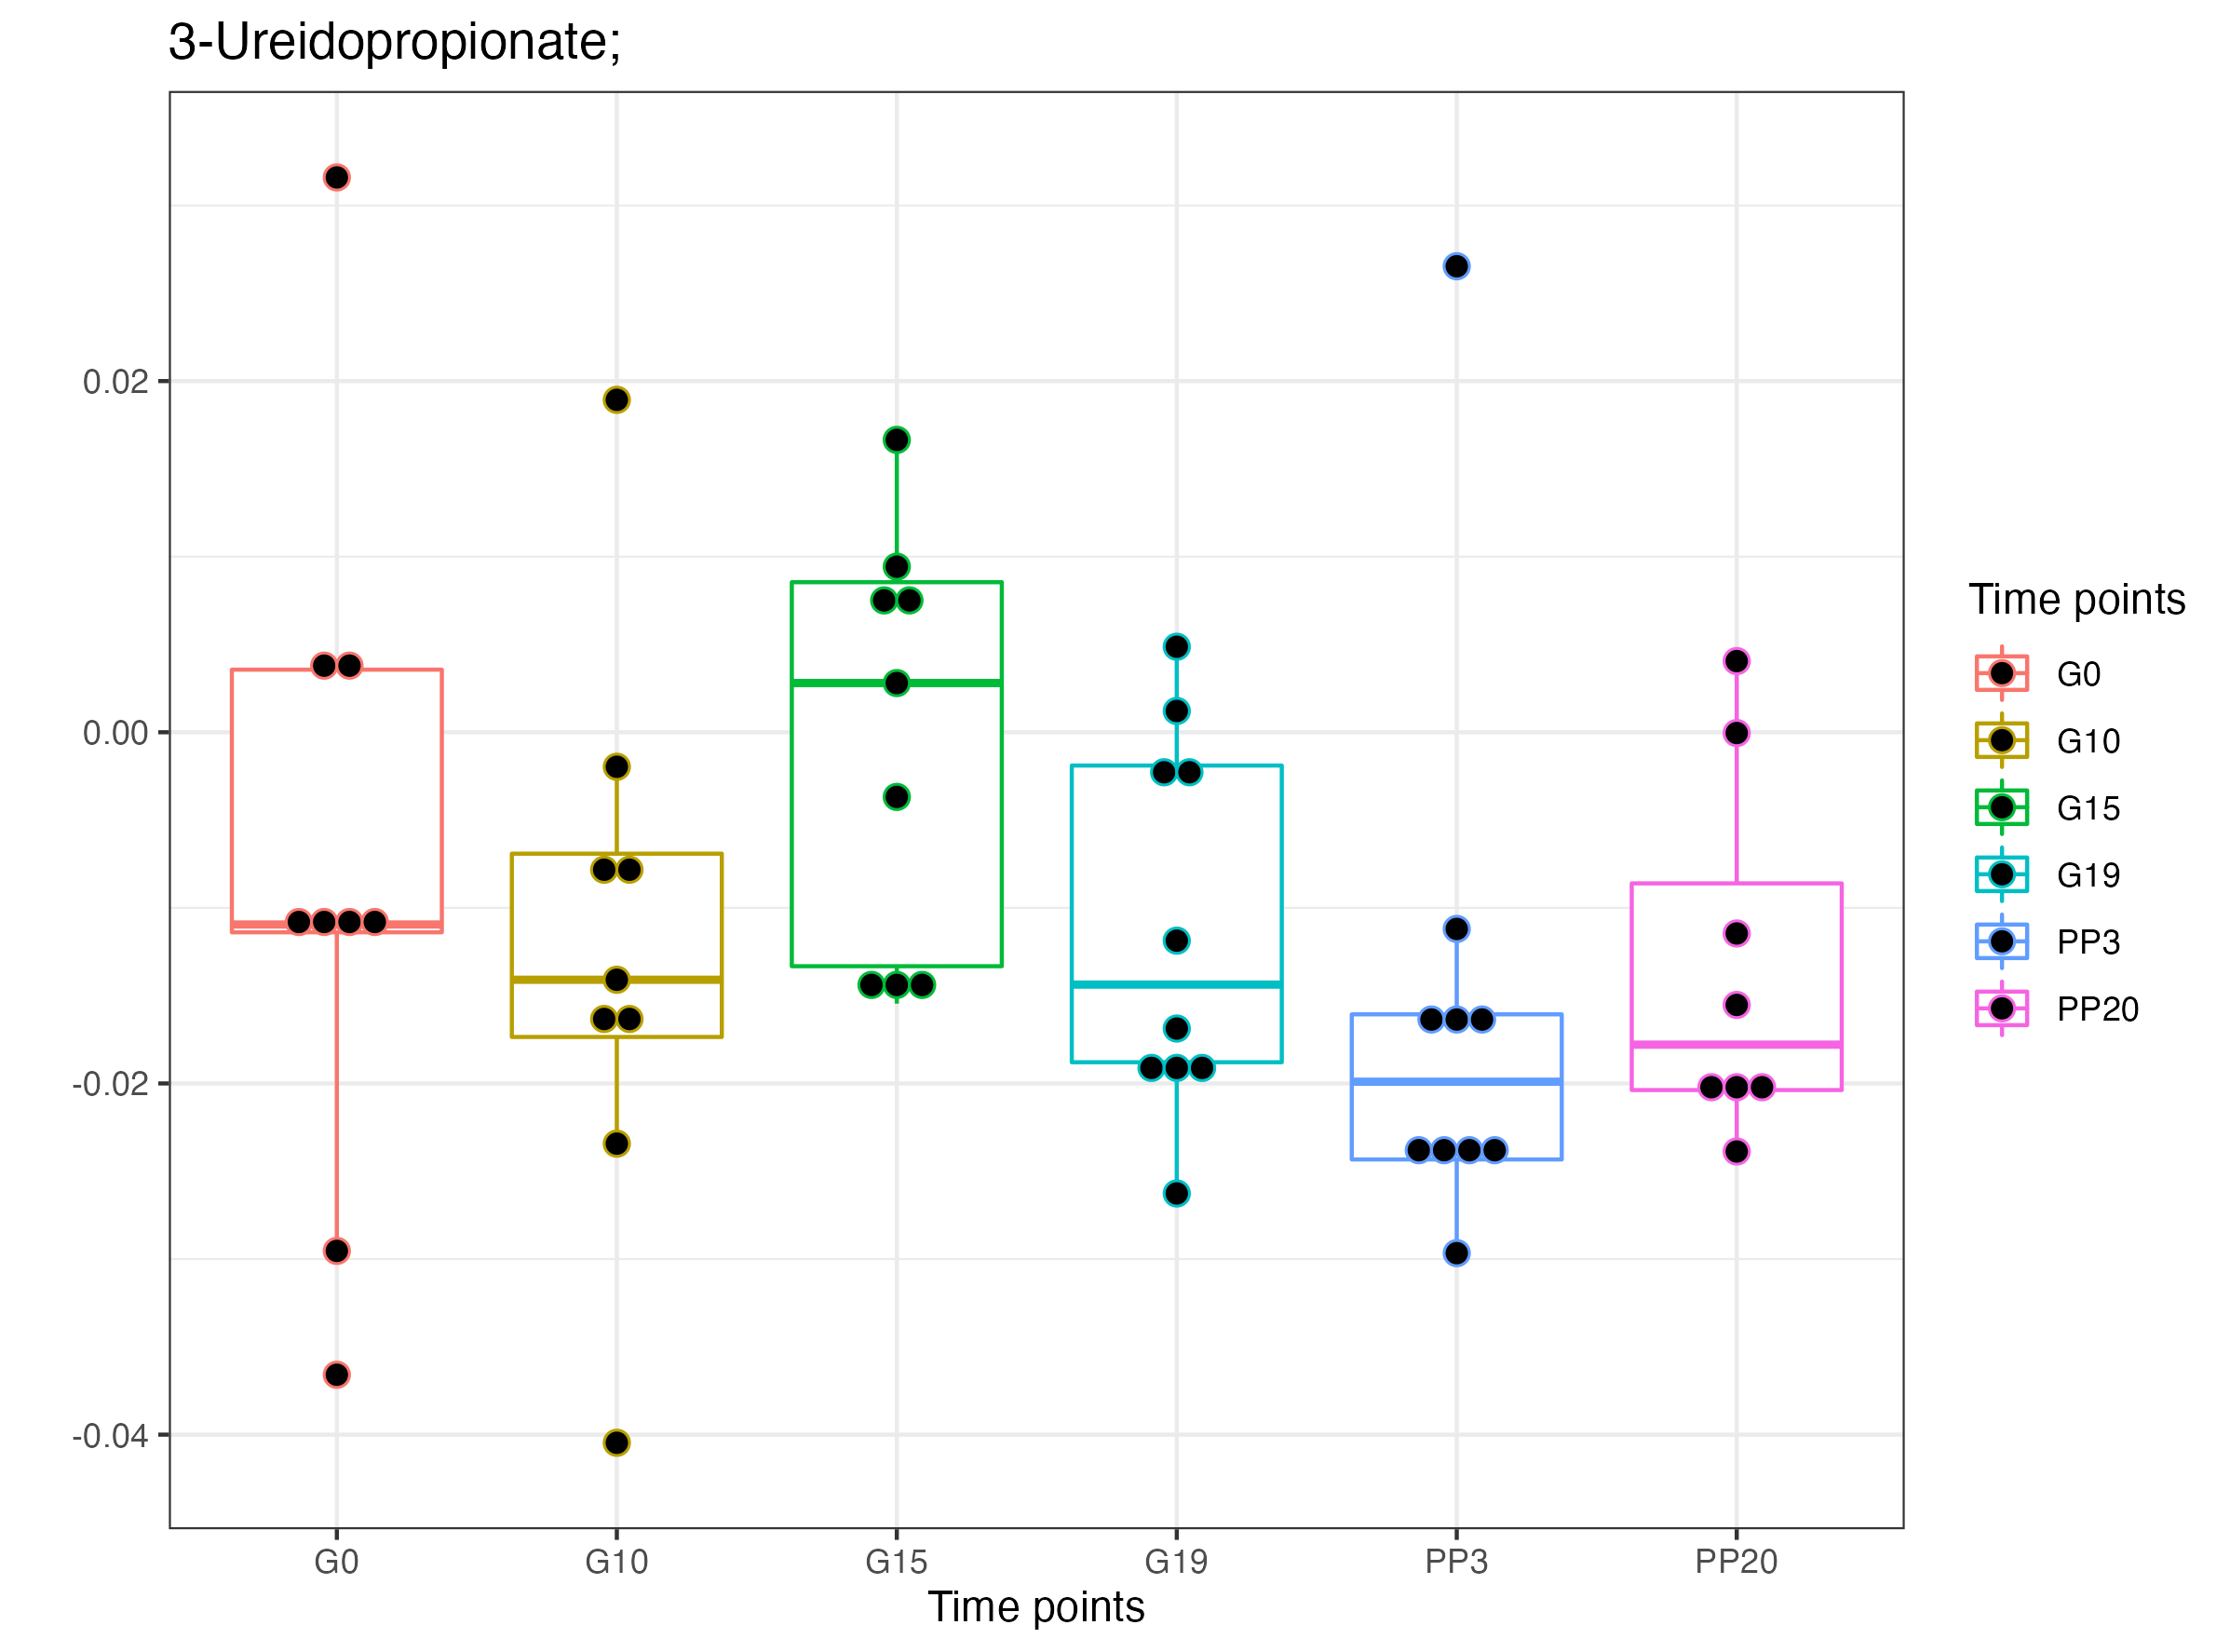 3-Ureidopropionate;
0.02
0.00
-0.02
-0.04
G0 G10 G15 G19 PP3 PP20
Time points
Time points
G0
G10
G15
G19
PP3
PP20